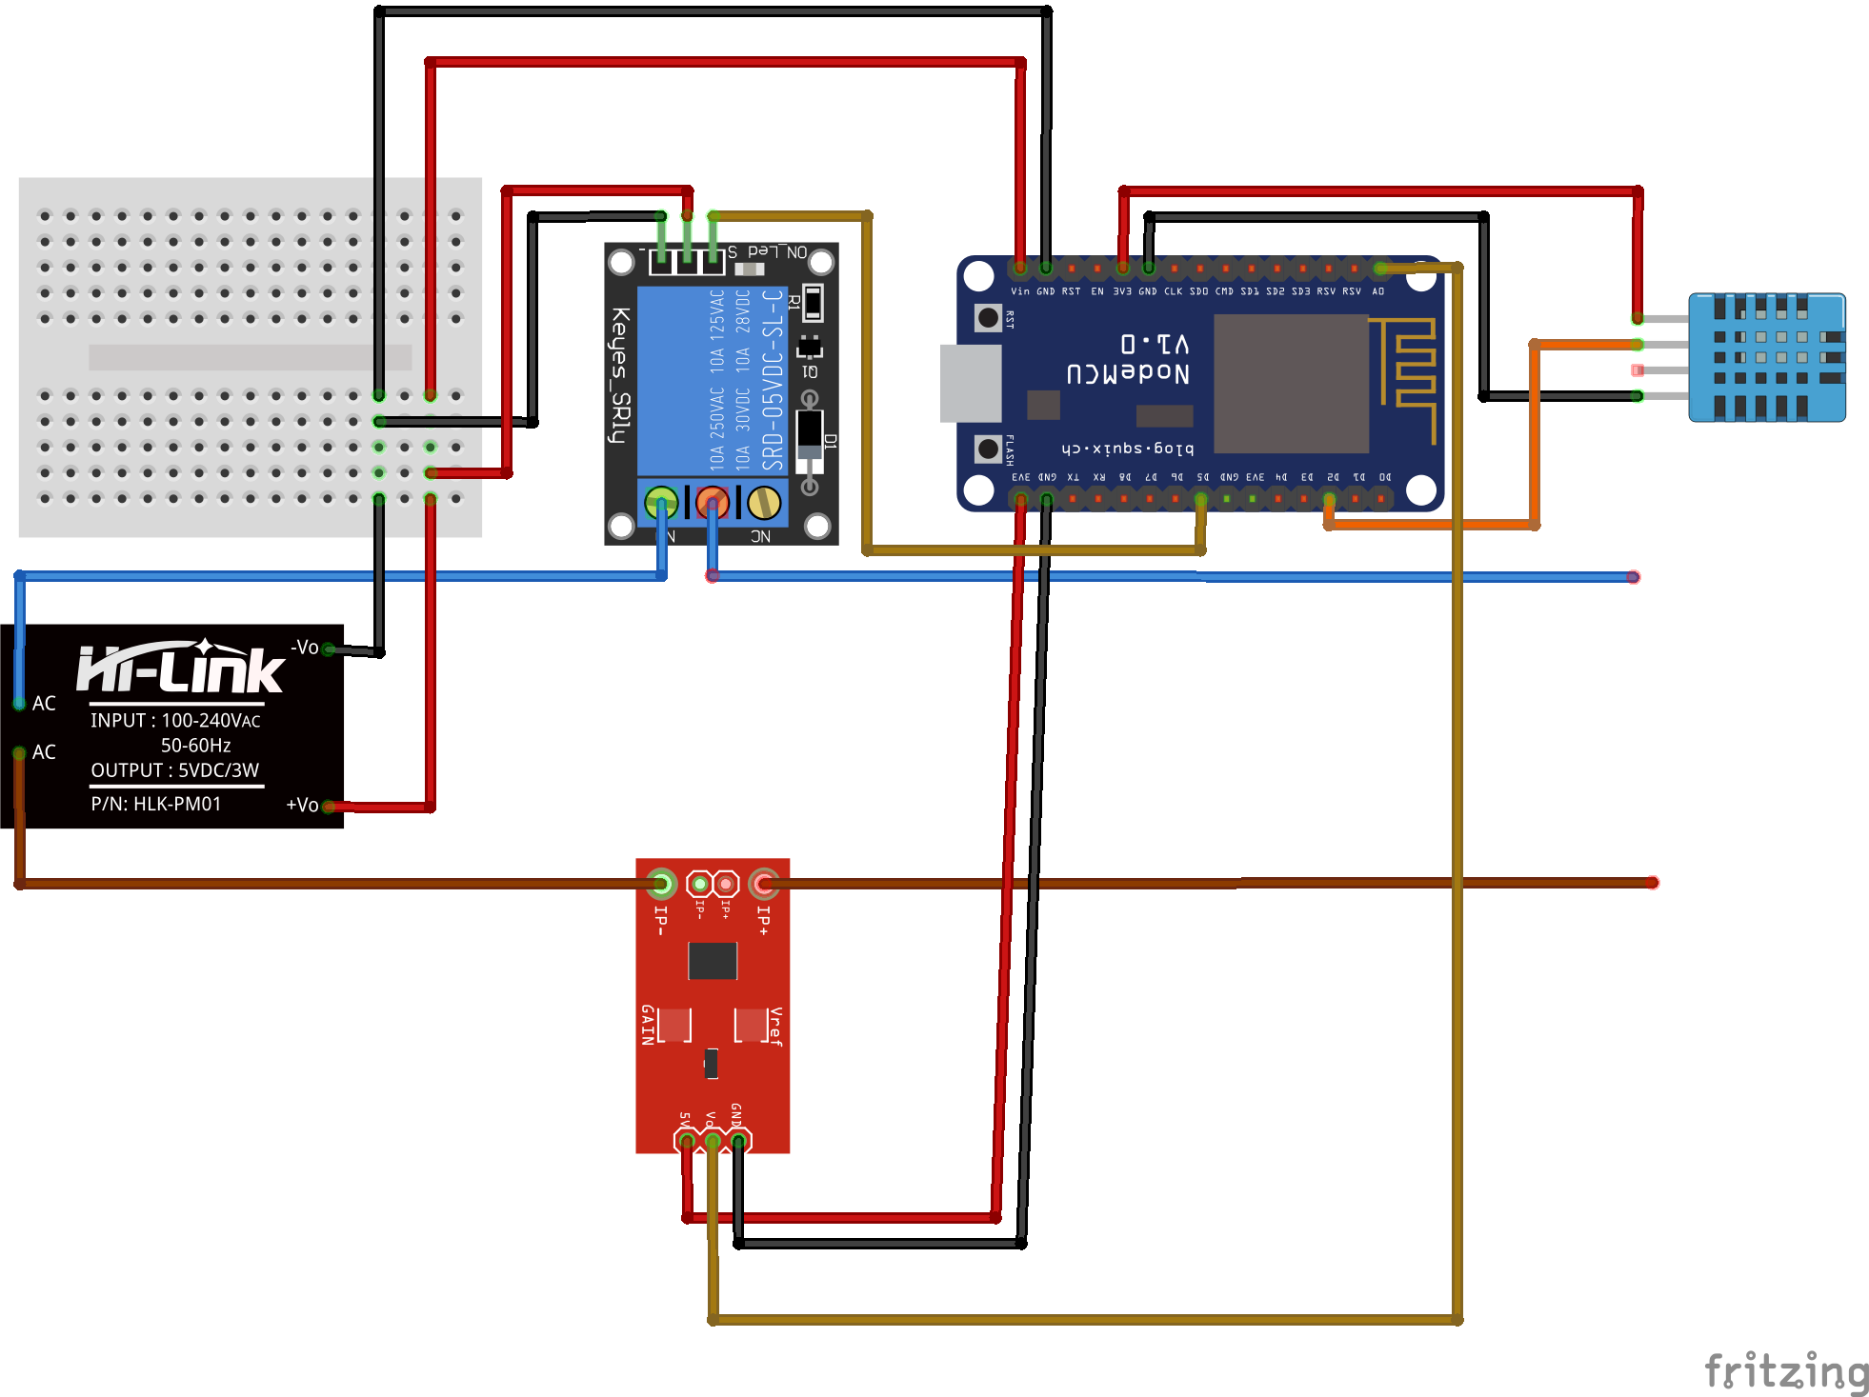 - S ON_Led
Keyes_SRly
10A 250VAC 10A 125VAC
10A 30VDC 10A 28VDC
SRD-05VDC-SL-C
R1
Q1
D1
N
NC
Vin GND RST EN 3V3 GND CLK SD0 CMD SD1 SD2 SD3 RSV RSV A0
RST
NodeMCU
V1.0
FLASH
blog.squix.ch
3V3 GND TX RX D8 D7 D6 D5 GND 3V3 D4 D3 D2 D1 D0
Hi-Link
-Vo
AC
INPUT : 100-240VAC
50-60Hz
AC
OUTPUT : 5VDC/3W
P/N: HLK-PM01
+Vo
IP- IP- IP+ IP+
GAIN
Vref
5V Vo GND
fritzing